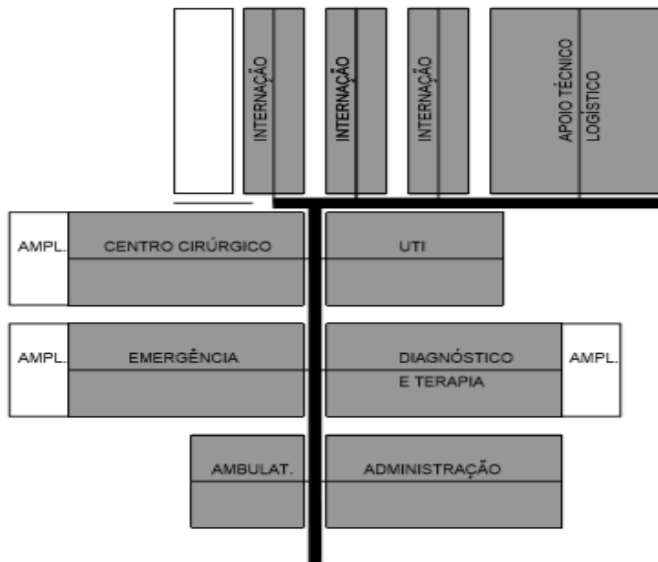 INTERNAÇÃO
INTERNAÇÃO
INTERNAÇÃO
APOIO TÉCNICO
LOGÍSTICO
AMPL.
CENTRO CIRÚRGICO
UTI
AMPL.
EMERGÊNCIA
DIAGNÓSTICO
E TERAPIA
AMPL.
AMBULAT.
ADMINISTRAÇÃO